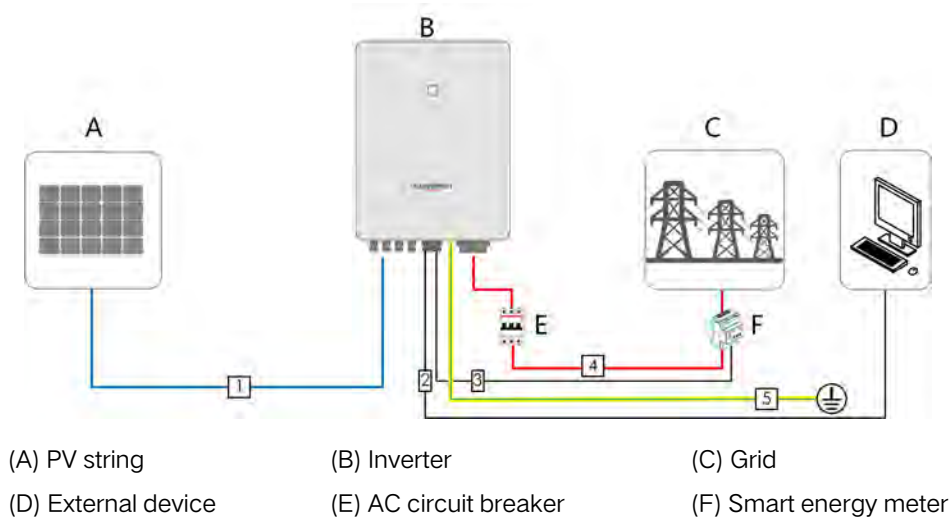 B
A
C
D
E
F
1
2
3
4
5
(A) PV string (B) Inverter (C) Grid
(D) External device (E) AC circuit breaker (F) Smart energy meter